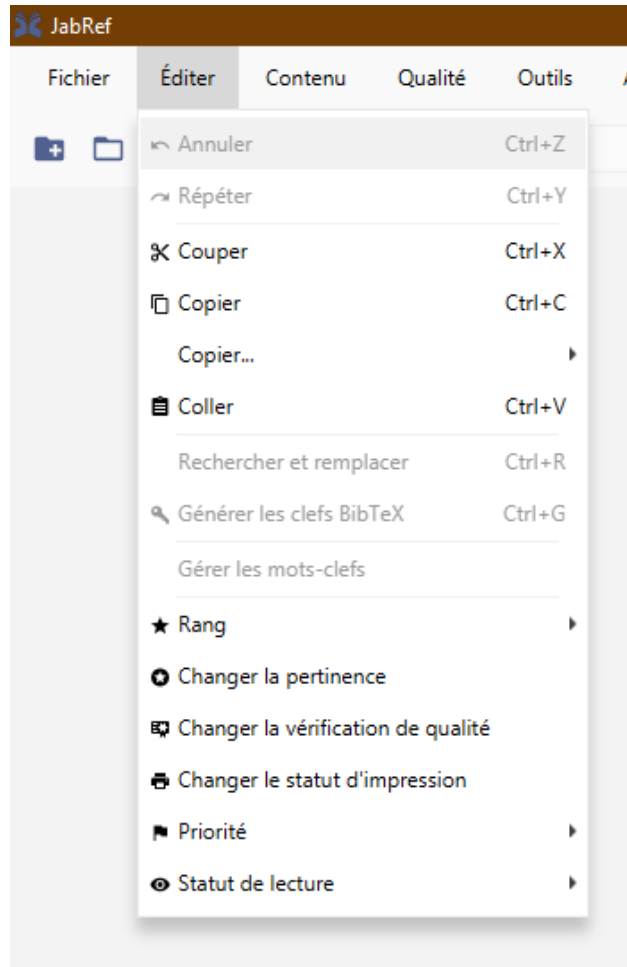 JabRef
Fichier Éditer Contenu Qualité Outils
Annuler Ctrl+Z
Répéter Ctrl+Y
Couper Ctrl+X
Copier Ctrl+C
Copier...
Coller Ctrl+V
Rechercher et remplacer Ctrl+R
Générer les clefs BibTeX Ctrl+G
Gérer les mots-clefs
Rang
Changer la pertinence
Changer la vérification de qualité
Changer le statut d'impression
Priorité
Statut de lecture